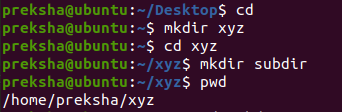 preksha@ubuntu:~/Desktop$ cd
preksha@ubuntu:~$ mkdir xyz
preksha@ubuntu:~$ cd xyz
preksha@ubuntu:~/xyz$ mkdir subdir
preksha@ubuntu:~/xyz$ pwd
/home/preksha/xyz